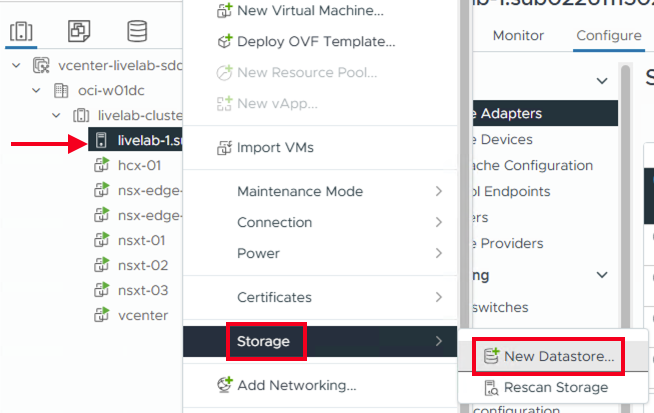 Monitor
Configure
vcenter-livelab-sdd
oci-w01dc
livelab-cluste
livelab-1.su
hcx-01
nsx-edge-
nsx-edge-
nsxt-01
nsxt-02
nsxt-03
vcenter
New Virtual Machine...
Deploy OVF Template...
New Resource Pool...
New vApp...
Import VMs
Maintenance Mode
Connection
Power
Certificates
Storage
Add Networking...
e Adapters
e Devices
ache Configuration
ol Endpoints
ers
e Providers
ng
switches
New Datastore...
Rescan Storage
configuration